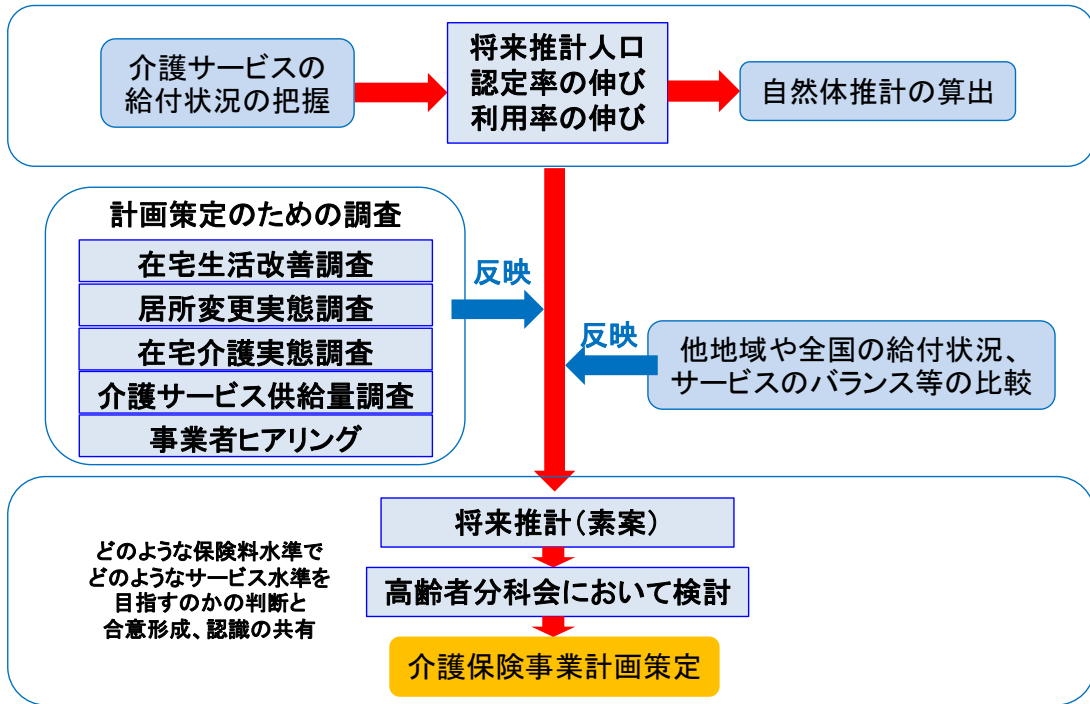 介護サービスの
給付状況の把握
将来推計人口
認定率の伸び
利用率の伸び
自然体推計の算出
計画策定のための調査
在宅生活改善調査
居所変更実態調査
在宅介護実態調査
介護サービス供給量調査
事業者ヒアリング
反映
反映
他地域や全国の給付状況、
サービスのバランス等の比較
将来推計(素案)
どのような保険料水準で
どのようなサービス水準を
目指すのかの判断と
合意形成、認識の共有
高齢者分科会において検討
介護保険事業計画策定